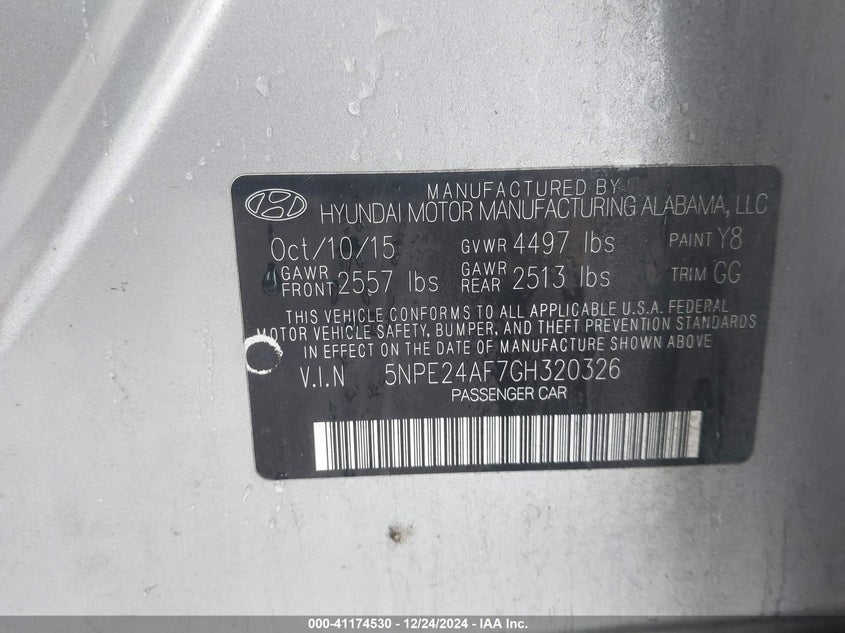 MANUFACTURED BY
HYUNDAI MOTOR MANUFACTURING ALABAMA, LLC
Oct/10/15 GVWR 4497 lbs PAINT Y8
GAWR FRONT 2557 lbs GAWR REAR 2513 lbs TRIM GG
THIS VEHICLE CONFORMS TO ALL APPLICABLE U.S.A. FEDERAL
MOTOR VEHICLE SAFETY, BUMPER, AND THEFT PREVENTION STANDARDS
IN EFFECT ON THE DATE OF MANUFACTURE SHOWN ABOVE
V.I.N 5NPE24AF7GH320326
PASSENGER CAR
000-41174530 - 12/24/2024 - IAA Inc.